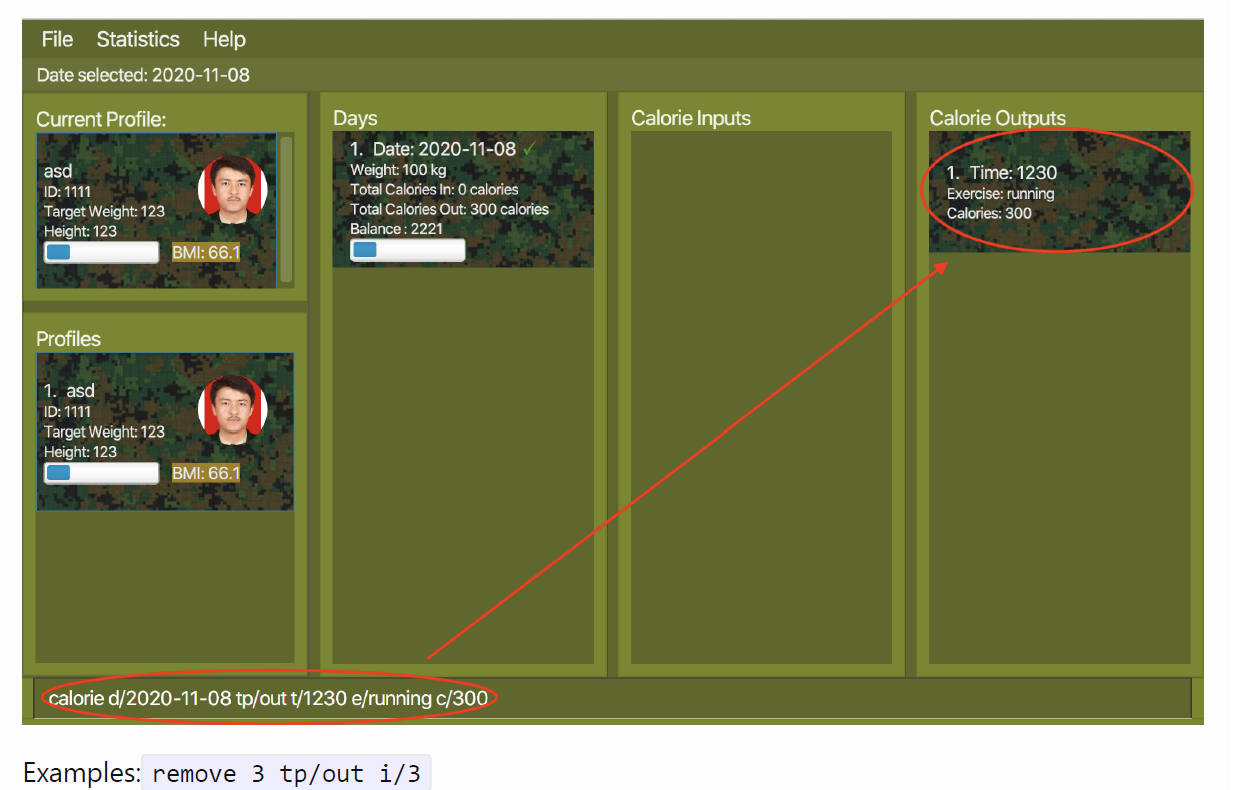 File Statistics Help
Date selected: 2020-11-08
Current Profile:
asd
ID: 1111
Target Weight: 123
Height: 123
BMI: 66.1
Profiles
1. asd
ID: 1111
Target Weight: 123
Height: 123
BMI: 66.1
Days
1. Date: 2020-11-08 ✓
Weight: 100 kg
Total Calories In: 0 calories
Total Calories Out: 300 calories
Balance : 2221
Calorie Inputs
Calorie Outputs
1. Time: 1230
Exercise: running
Calories: 300
calorie d/2020-11-08 tp/out t/1230 e/running c/300
Examples: remove 3 tp/out i/3